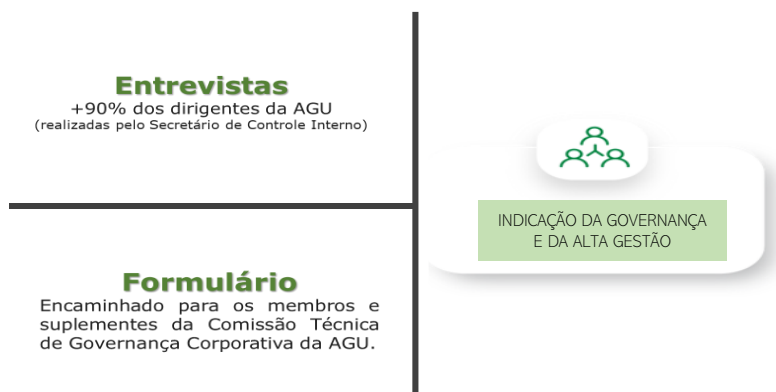 Entrevistas
+90% dos dirigentes da AGU
(realizadas pelo Secretário de Controle Interno)
Formulário
Encaminhado para os membros e
suplementes da Comissão Técnica
de Governança Corporativa da AGU.
INDICAÇÃO DA GOVERNANÇA
E DA ALTA GESTÃO